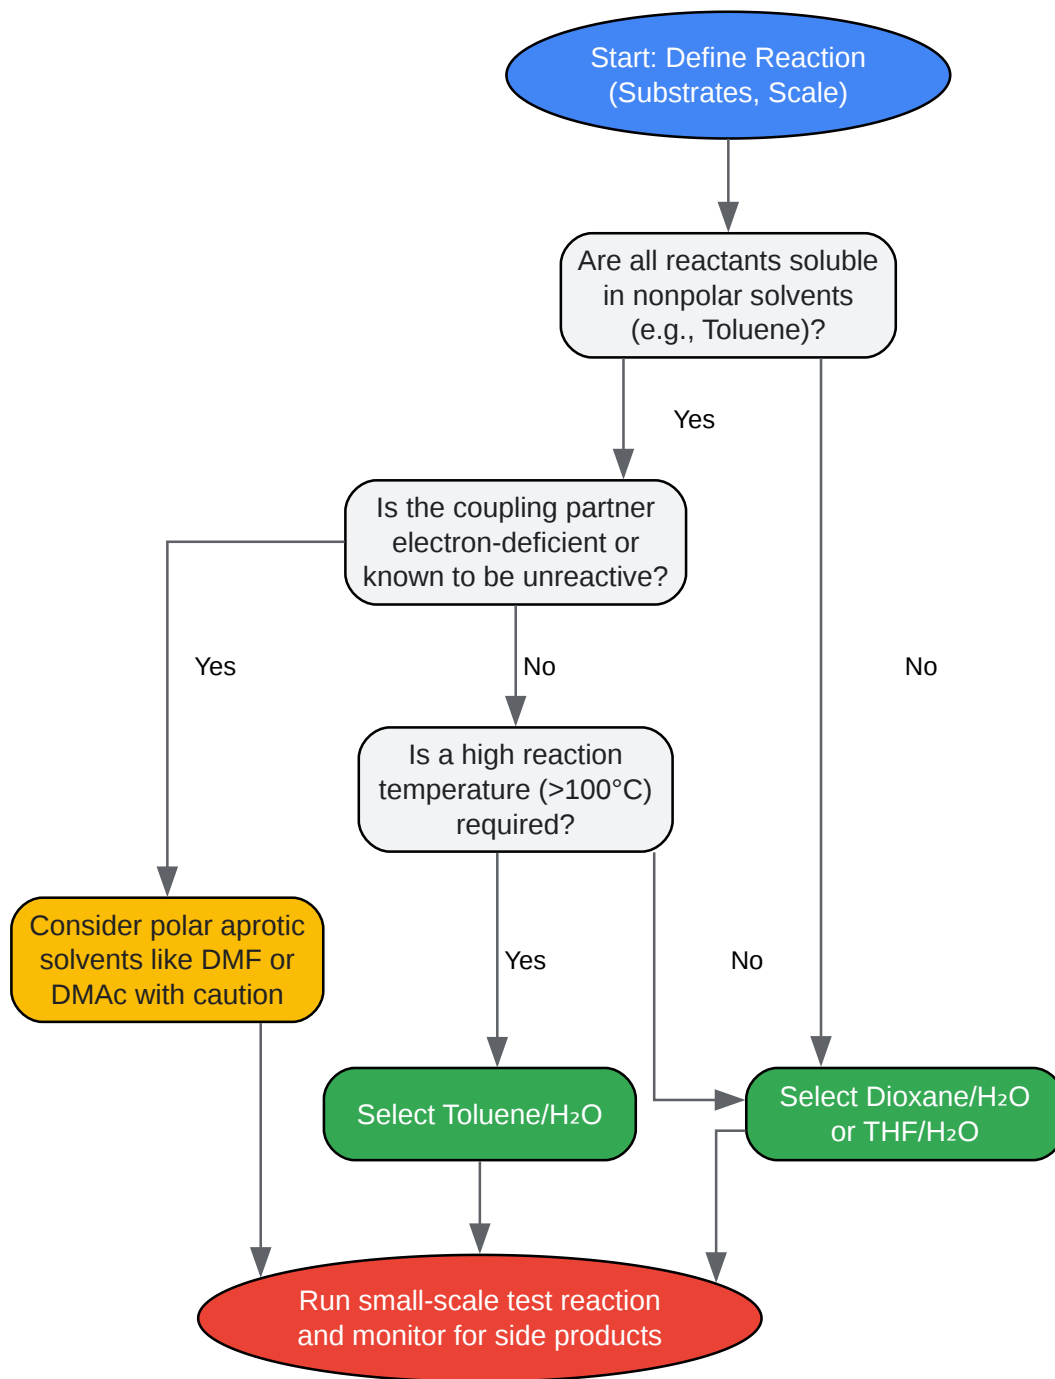 Start: Define Reaction
(Substrates, Scale)
Are all reactants soluble
in nonpolar solvents
(e.g., Toluene)?
Yes
Is the coupling partner
electron-deficient or
known to be unreactive?
Yes
No
No
Is a high reaction
temperature (>100°C)
required?
Consider polar aprotic
solvents like DMF or
DMAc with caution
Yes
No
Select Toluene/H₂O
Select Dioxane/H₂O
or THF/H₂O
Run small-scale test reaction
and monitor for side products